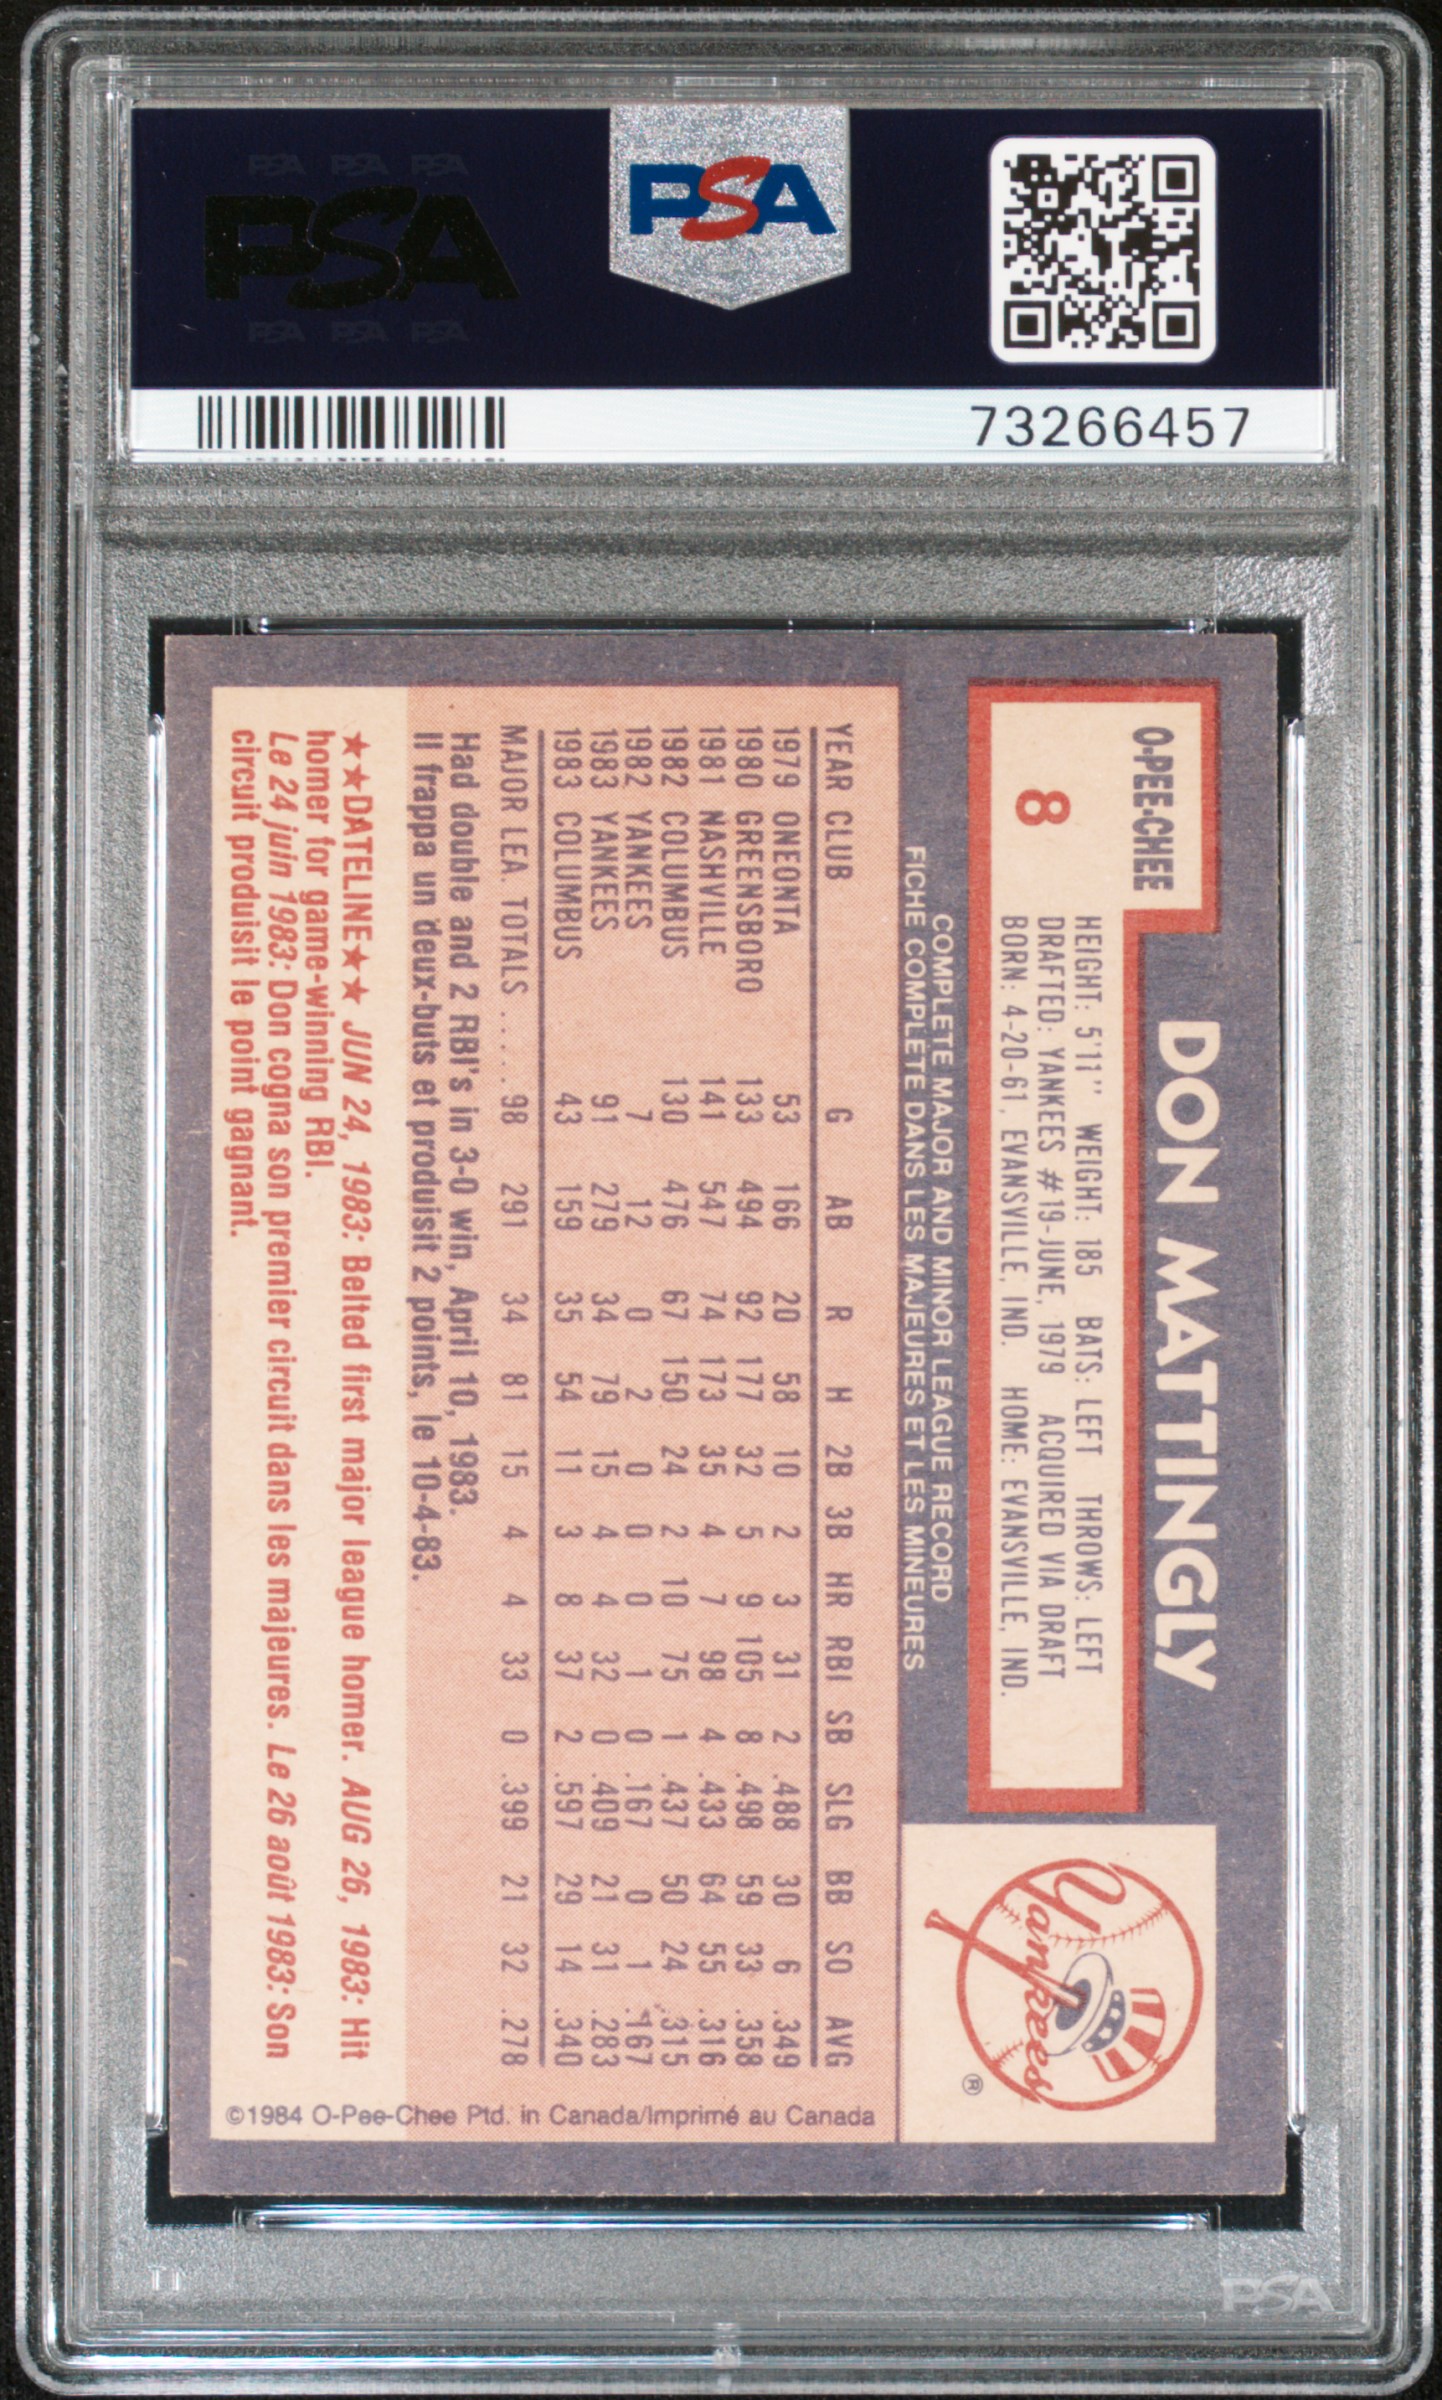 PSA PSA PSA
PSA
PSA PSA PSA
PSA
73266457
O-PEE-CHEE
8
DON MATTINGLY
HEIGHT: 5'11" WEIGHT: 185 BATS: LEFT THROWS: LEFT
DRAFTED: YANKEES #19-JUNE, 1979 ACQUIRED VIA DRAFT
BORN: 4-20-61, EVANSVILLE, IND. HOME: EVANSVILLE, IND.
Yankees
®
COMPLETE MAJOR AND MINOR LEAGUE RECORD
FICHE COMPLÈTE DANS LES MAJEURES ET LES MINEURES
YEAR CLUB G AB R H 2B 3B HR RBI SB SLG BB SO AVG
1979 ONEONTA 53 166 20 58 10 2 3 31 2 .488 30 6 .349
1980 GREENSBORO 133 494 92 177 32 5 9 105 8 .498 59 33 .358
1981 NASHVILLE 141 547 74 173 35 4 7 98 4 .433 64 55 .316
1982 COLUMBUS 130 476 67 150 24 2 10 75 1 .437 50 24 .315
1982 YANKEES 7 12 0 2 0 0 0 1 0 .167 0 1 .167
1983 YANKEES 91 279 34 79 15 4 4 32 0 .409 21 31 .283
1983 COLUMBUS 43 159 35 54 11 3 8 37 2 .597 29 14 .340
MAJOR LEA. TOTALS ..... 98 291 34 81 15 4 4 33 0 .399 21 32 .278
Had double and 2 RBI's in 3-0 win, April 10, 1983.
Il frappa un deux-buts et produisit 2 points, le 10-4-83.
★★DATELINE★★ JUN 24, 1983: Belted first major league homer. AUG 26, 1983: Hit
homer for game-winning RBI.
Le 24 juin 1983: Don cogna son premier circuit dans les majeures. Le 26 août 1983: Son
circuit produisit le point gagnant.
©1984 O-Pee-Chee Ptd. in Canada/Imprimé au Canada
PSA